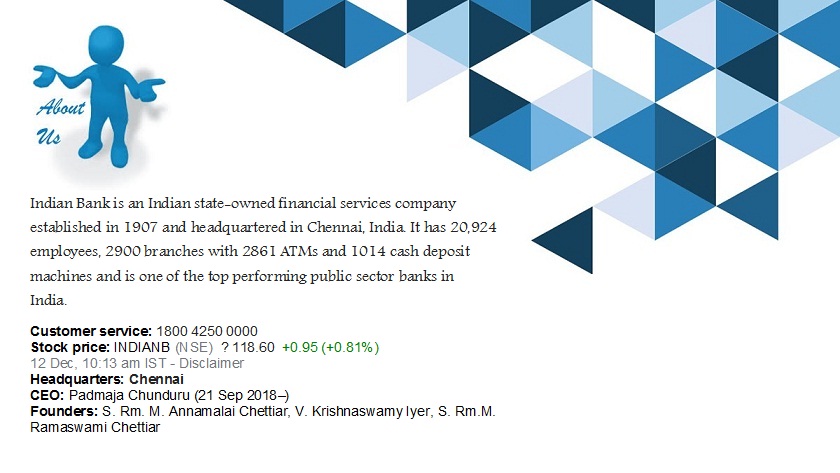 About
Us
Indian Bank is an Indian state-owned financial services company
established in 1907 and headquartered in Chennai, India. It has 20,924
employees, 2900 branches with 2861 ATMs and 1014 cash deposit
machines and is one of the top performing public sector banks in
India.
Customer service: 1800 4250 0000
Stock price: INDIANB (NSE) ? 118.60 +0.95 (+0.81%)
12 Dec, 10:13 am IST - Disclaimer
Headquarters: Chennai
CEO: Padmaja Chunduru (21 Sep 2018–)
Founders: S. Rm. M. Annamalai Chettiar, V. Krishnaswamy Iyer, S. Rm.M.
Ramaswami Chettiar